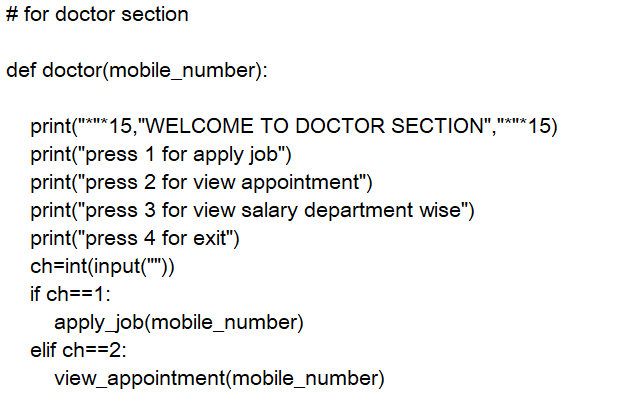 # for doctor section
def doctor(mobile_number):
print("*"*15,"WELCOME TO DOCTOR SECTION","*"*15)
print("press 1 for apply job")
print("press 2 for view appointment")
print("press 3 for view salary department wise")
print("press 4 for exit")
ch=int(input(""))
if ch==1:
apply_job(mobile_number)
elif ch==2:
view_appointment(mobile_number)